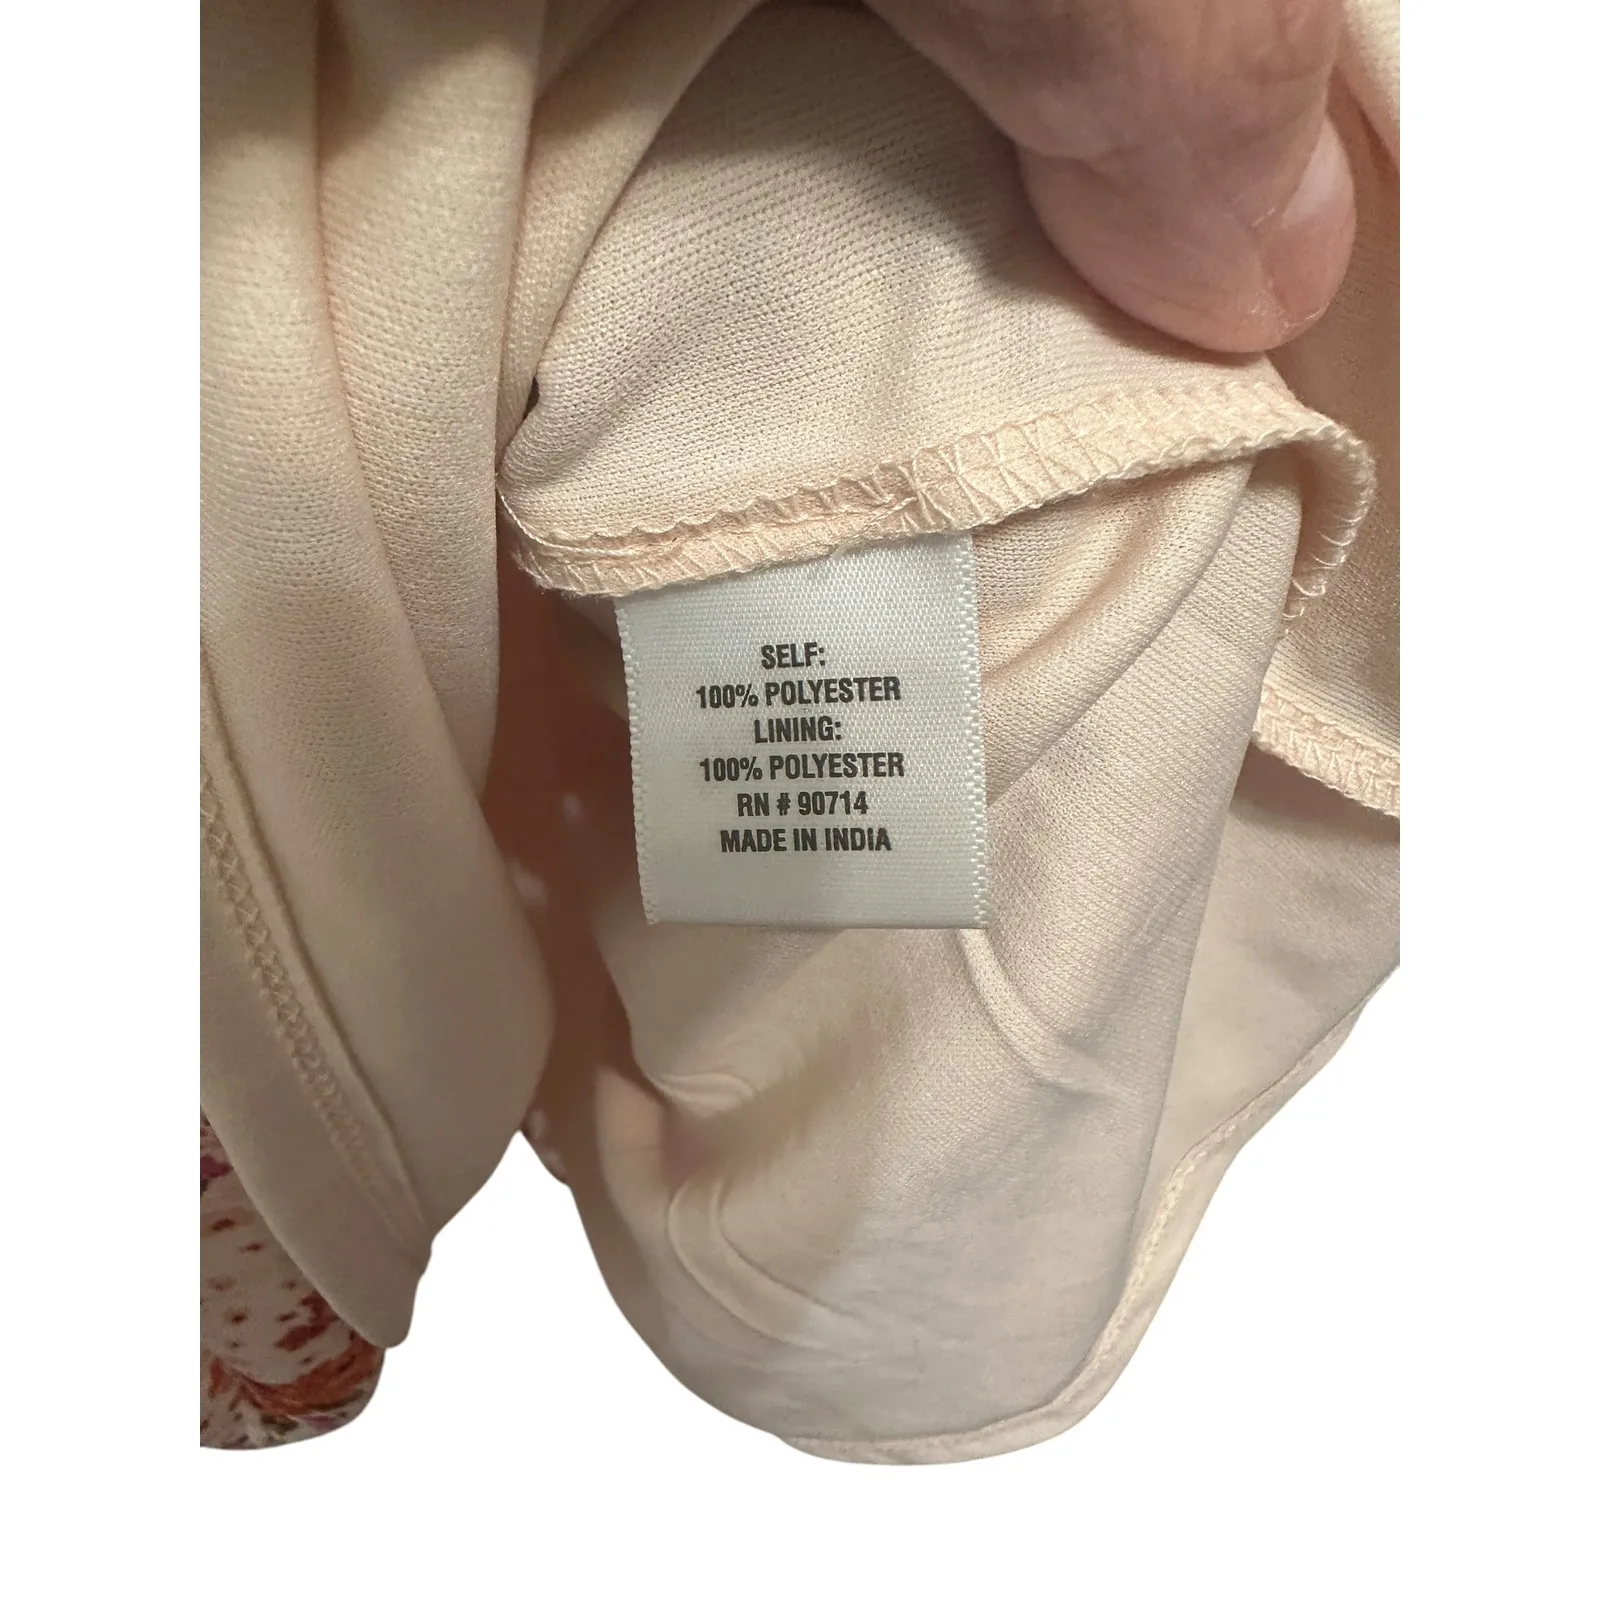 SELF:
100% POLYESTER
LINING:
100% POLYESTER
RN # 90714
MADE IN INDIA